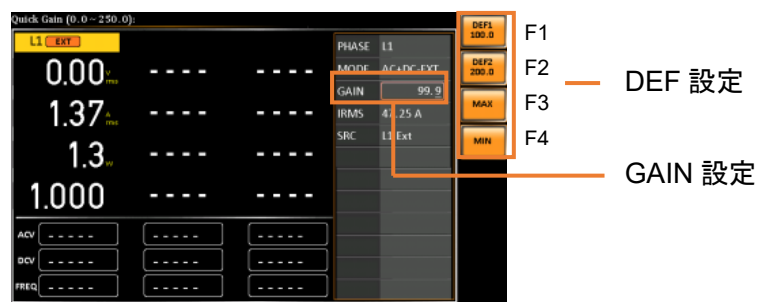 Quick Gain (0.0 ~ 250.0):
L1 EXT
0.00 V rms ---- ----
1.37 A rms ---- ----
1.3 W ---- ----
1.000 ---- ----
ACV ----- ----- -----
DCV ----- ----- -----
FREQ ----- ----- -----
PHASE L1
MODE AC+DC-EXT
GAIN 99.9
IRMS 47.25 A
SRC L1 Ext
DEF1 100.0 F1
DEF2 200.0 F2
MAX F3
MIN F4
DEF 設定
GAIN 設定